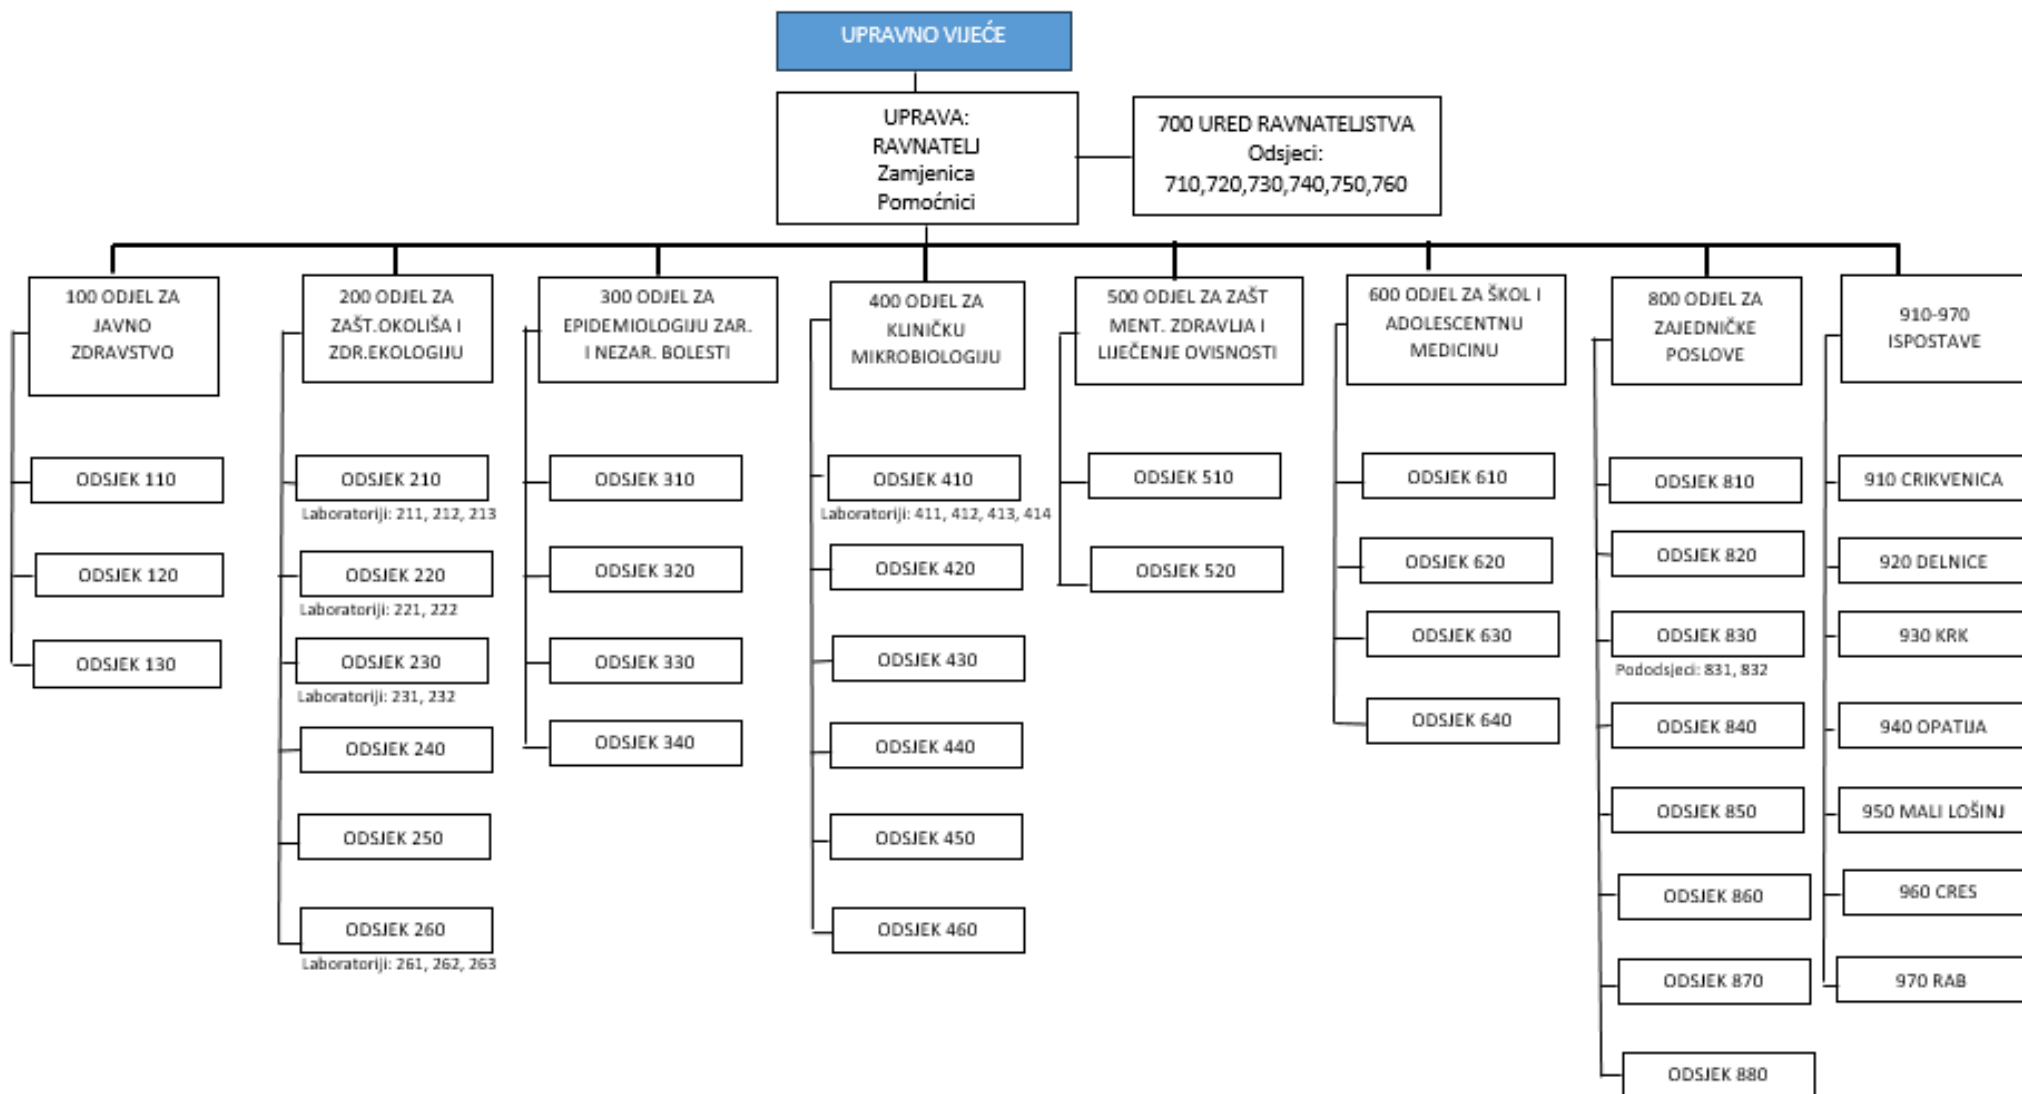 UPRAVNO VIJEĆE
UPRAVA:
RAVNATELJ
Zamjenica
Pomoćnici
700 URED RAVNATELJSTVA
Odsjeci:
710,720,730,740,750,760
100 ODJEL ZA
JAVNO
ZDRAVSTVO
ODSJEK 110
ODSJEK 120
ODSJEK 130
200 ODJEL ZA
ZAŠT.OKOLIŠA I
ZDR.EKOLOGIJU
ODSJEK 210
Laboratoriji: 211, 212, 213
ODSJEK 220
Laboratoriji: 221, 222
ODSJEK 230
Laboratoriji: 231, 232
ODSJEK 240
ODSJEK 250
ODSJEK 260
Laboratoriji: 261, 262, 263
300 ODJEL ZA
EPIDEMIOLOGIJU ZAR.
I NEZAR. BOLESTI
ODSJEK 310
ODSJEK 320
ODSJEK 330
ODSJEK 340
400 ODJEL ZA
KLINIČKU
MIKROBIOLOGIJU
ODSJEK 410
Laboratoriji: 411, 412, 413, 414
ODSJEK 420
ODSJEK 430
ODSJEK 440
ODSJEK 450
ODSJEK 460
500 ODJEL ZA ZAŠT
MENT. ZDRAVLJA I
LIJEČENJE OVISNOSTI
ODSJEK 510
ODSJEK 520
600 ODJEL ZA ŠKOL I
ADOLESCENTNU
MEDICINU
ODSJEK 610
ODSJEK 620
ODSJEK 630
ODSJEK 640
800 ODJEL ZA
ZAJEDNIČKE
POSLOVE
ODSJEK 810
ODSJEK 820
ODSJEK 830
Pododsjeci: 831, 832
ODSJEK 840
ODSJEK 850
ODSJEK 860
ODSJEK 870
ODSJEK 880
910-970
ISPOSTAVE
910 CRIKVENICA
920 DELNICE
930 KRK
940 OPATIJA
950 MALI LOŠINJ
960 CRES
970 RAB